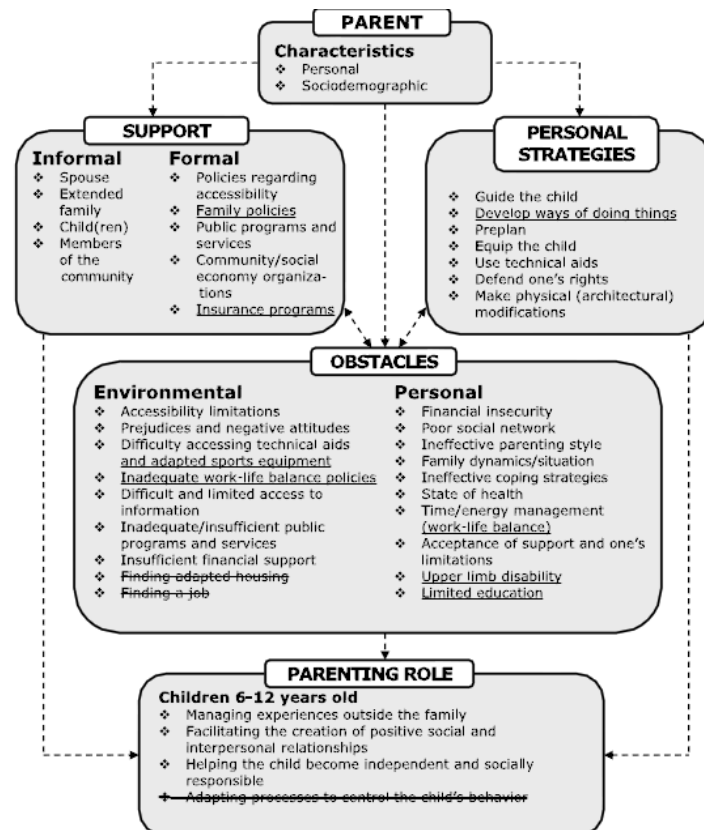 PARENT
Characteristics
❖ Personal
❖ Sociodemographic
SUPPORT
Informal
❖ Spouse
❖ Extended
family
❖ Child(ren)
❖ Members
of the
community
Formal
❖ Policies regarding
accessibility
❖ Family policies
❖ Public programs and
services
❖ Community/social
economy organiza-
tions
❖ Insurance programs
PERSONAL
STRATEGIES
❖ Guide the child
❖ Develop ways of doing things
❖ Preplan
❖ Equip the child
❖ Use technical aids
❖ Defend one's rights
❖ Make physical (architectural)
modifications
OBSTACLES
Environmental
❖ Accessibility limitations
❖ Prejudices and negative attitudes
❖ Difficulty accessing technical aids
and adapted sports equipment
❖ Inadequate work-life balance policies
❖ Difficult and limited access to
information
❖ Inadequate/insufficient public
programs and services
❖ Insufficient financial support
❖ Finding adapted housing
❖ Finding a job
Personal
❖ Financial insecurity
❖ Poor social network
❖ Ineffective parenting style
❖ Family dynamics/situation
❖ Ineffective coping strategies
❖ State of health
❖ Time/energy management
(work-life balance)
❖ Acceptance of support and one's
limitations
❖ Upper limb disability
❖ Limited education
PARENTING ROLE
Children 6-12 years old
❖ Managing experiences outside the family
❖ Facilitating the creation of positive social and
interpersonal relationships
❖ Helping the child become independent and socially
responsible
❖ Adapting processes to control the child's behavior